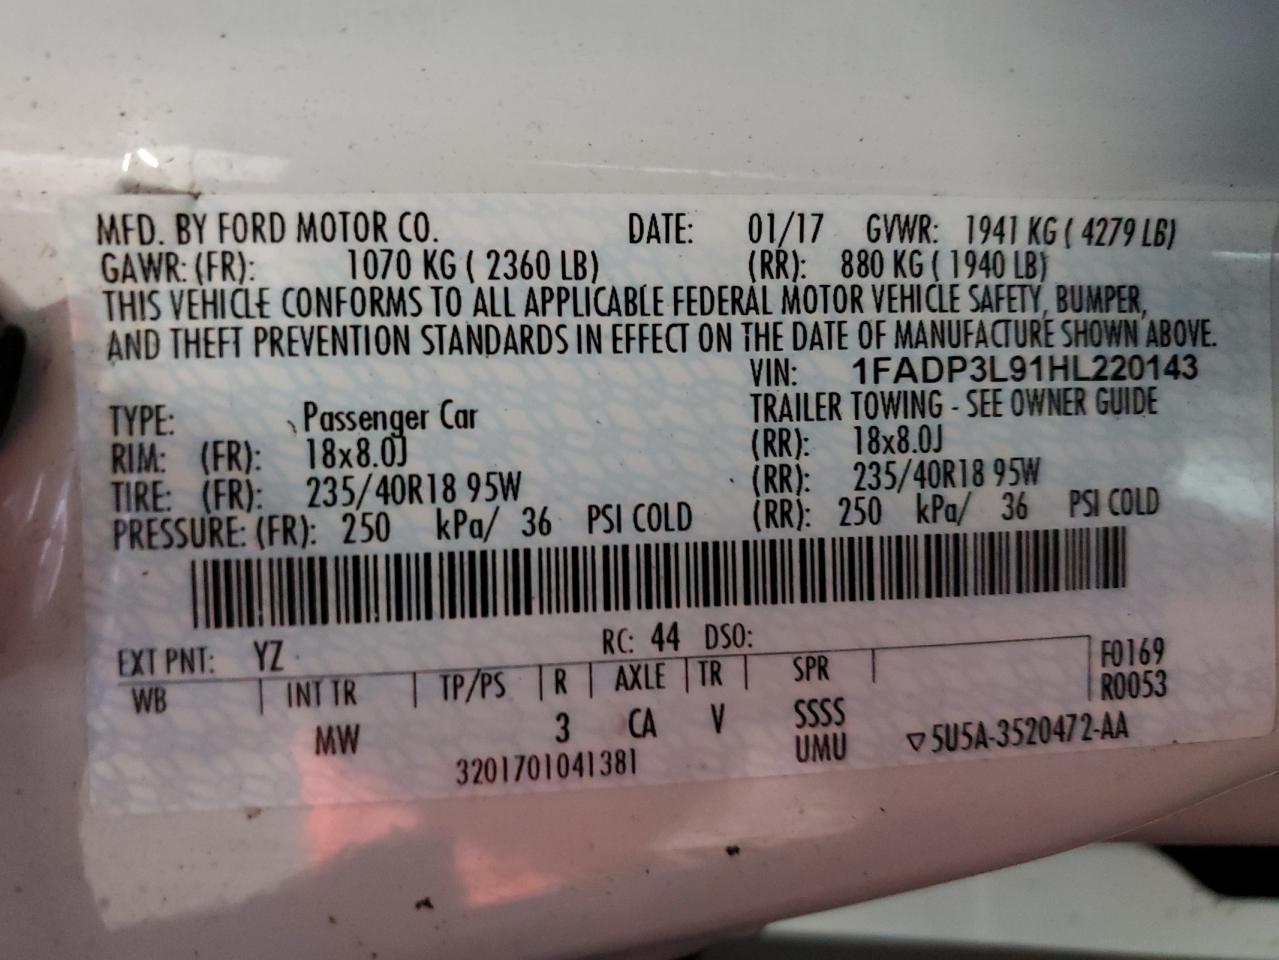 MFD. BY FORD MOTOR CO. DATE: 01/17 GVWR: 1941 KG ( 4279 LB)
GAWR: (FR): 1070 KG ( 2360 LB) (RR): 880 KG ( 1940 LB)
THIS VEHICLE CONFORMS TO ALL APPLICABLE FEDERAL MOTOR VEHICLE SAFETY, BUMPER,
AND THEFT PREVENTION STANDARDS IN EFFECT ON THE DATE OF MANUFACTURE SHOWN ABOVE.
VIN: 1FADP3L91HL220143
TYPE: Passenger Car TRAILER TOWING - SEE OWNER GUIDE
RIM: (FR): 18x8.0J (RR): 18x8.0J
TIRE: (FR): 235/40R18 95W (RR): 235/40R18 95W
PRESSURE: (FR): 250 kPa/ 36 PSI COLD (RR): 250 kPa/ 36 PSI COLD
EXT PNT: YZ RC: 44 DSO: F0169
WB INT TR TP/PS R AXLE TR SPR R0053
MW 3 CA V SSSS
3201701041381 UMU ▽5U5A-3520472-AA